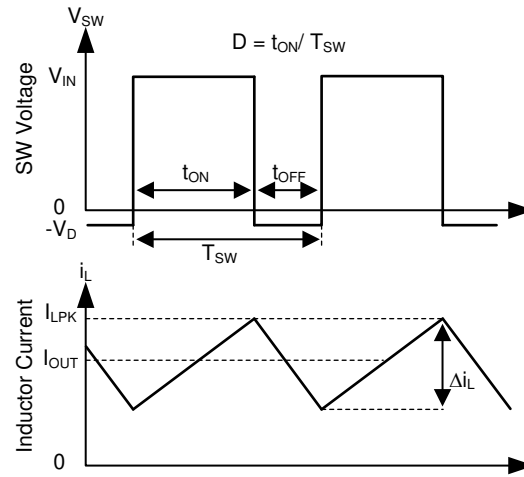 V_SW
D = t_ON/ T_SW
V_IN
SW Voltage
t_ON
t_OFF
0
-V_D
T_SW
i_L
I_LPK
I_OUT
Δi_L
Inductor Current
0